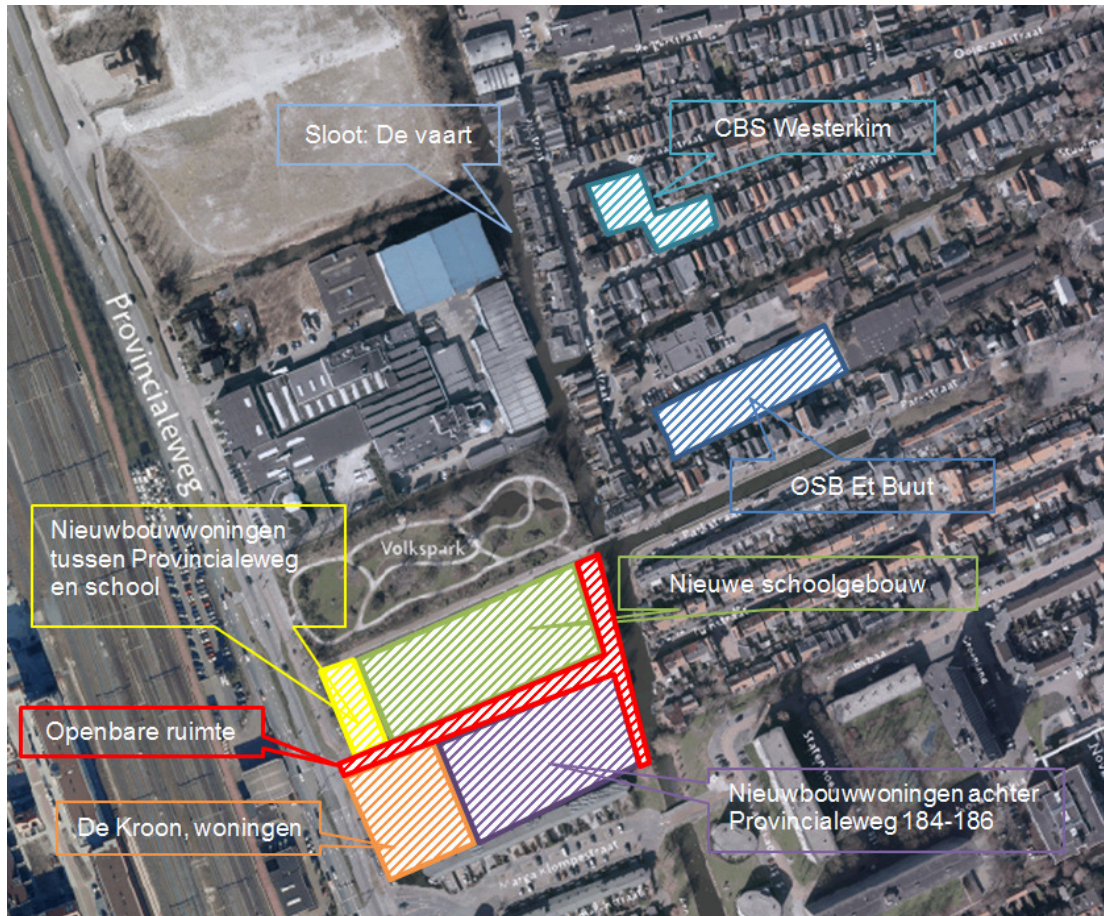 Sloot: De vaart
CBS Westerkim
Provincialeweg
OSB Et Buut
Nieuwbouwwoningen
tussen Provincialeweg
en school
Volkspark
Nieuwe schoolgebouw
Openbare ruimte
De Kroon, woningen
Nieuwbouwwoningen achter
Provincialeweg 184-186